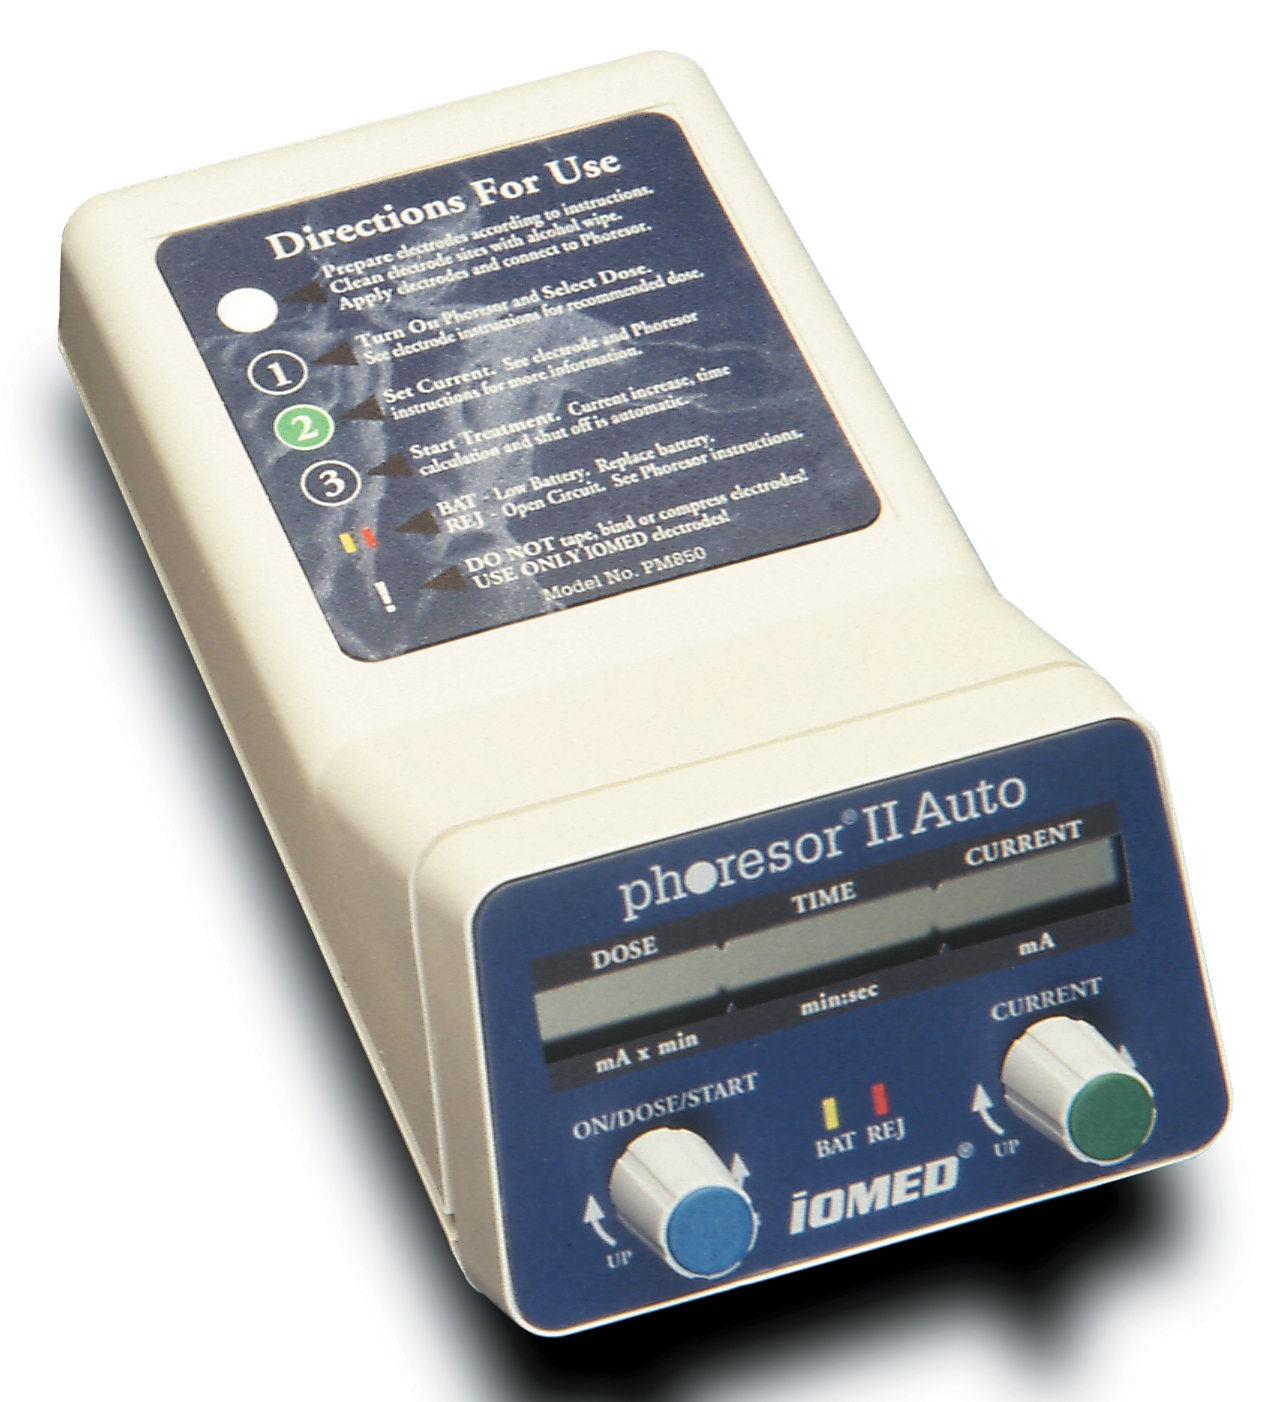 Directions For Use
Prepare electrodes according to instructions.
Clean electrode sites with alcohol wipe.
Apply electrodes and connect to Phoresor.
1
Turn On Phoresor and Select Dose.
See electrode instructions for recommended dose.
2
Set Current. See electrode and Phoresor
instructions for more information.
3
Start Treatment. Current increase, time
calculation and shut off is automatic.
BAT - Low Battery. Replace battery.
REJ - Open Circuit. See Phoresor instructions.
!
DO NOT tape, bind or compress electrodes!
USE ONLY IOMED electrodes!
Model No. PM850
phoresor® II Auto
DOSE TIME CURRENT
mA x min min:sec mA
ON/DOSE/START CURRENT
BAT REJ
UP UP
iOMED®